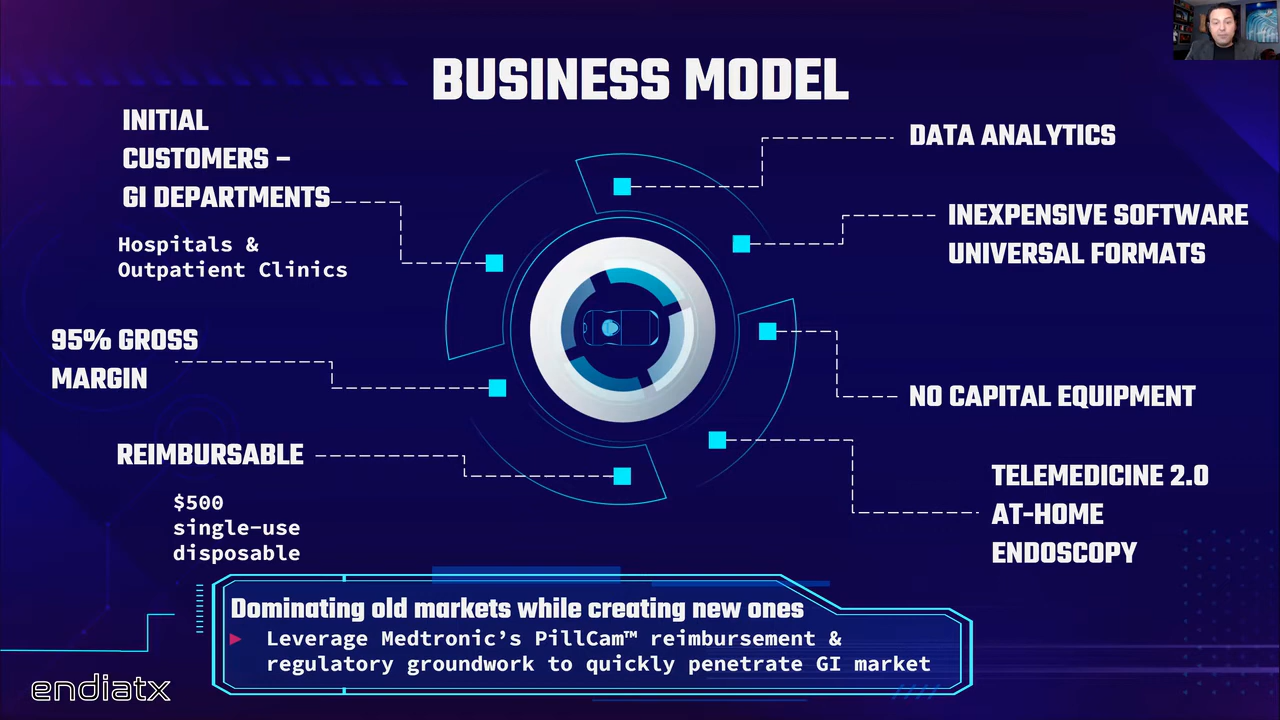 BUSINESS MODEL
INITIAL
CUSTOMERS –
GI DEPARTMENTS
Hospitals &
Outpatient Clinics
95% GROSS
MARGIN
REIMBURSABLE
$500
single-use
disposable
DATA ANALYTICS
INEXPENSIVE SOFTWARE
UNIVERSAL FORMATS
NO CAPITAL EQUIPMENT
TELEMEDICINE 2.0
AT-HOME
ENDOSCOPY
Dominating old markets while creating new ones
Leverage Medtronic’s PillCam™ reimbursement &
regulatory groundwork to quickly penetrate GI market
endiatx